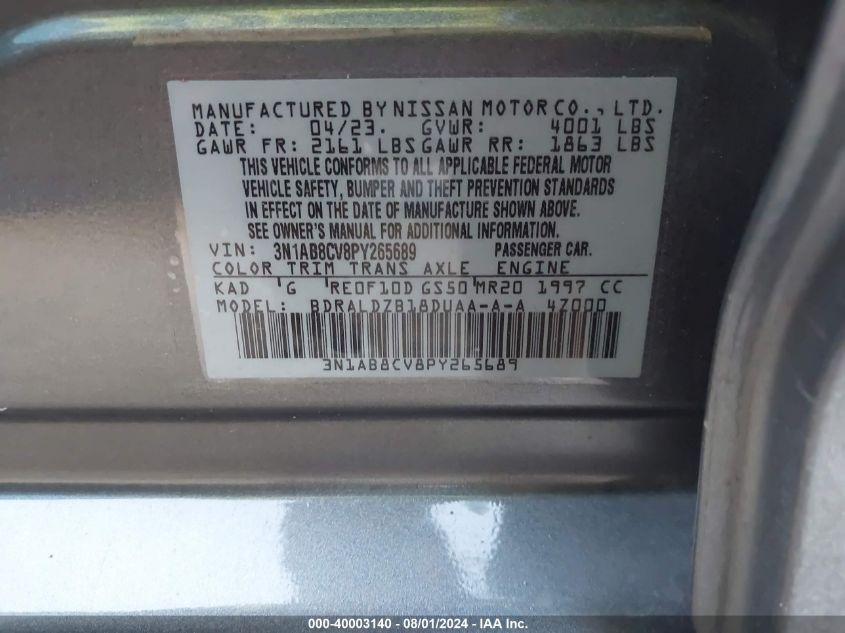 MANUFACTURED BY NISSAN MOTOR CO., LTD.
DATE: 04/23. GVWR: 4001 LBS
GAWR FR: 2161 LBS GAWR RR: 1863 LBS
THIS VEHICLE CONFORMS TO ALL APPLICABLE FEDERAL MOTOR
VEHICLE SAFETY, BUMPER AND THEFT PREVENTION STANDARDS
IN EFFECT ON THE DATE OF MANUFACTURE SHOWN ABOVE.
SEE OWNER'S MANUAL FOR ADDITIONAL INFORMATION.
VIN: 3N1AB8CV8PY265689 PASSENGER CAR.
COLOR TRIM TRANS AXLE ENGINE
KAD G RE0F10D GS50 MR20 1997 CC
MODEL: BDRALDZB18DUAA-A-A 4Z000
3N1AB8CV8PY265689
000-40003140 - 08/01/2024 - IAA Inc.